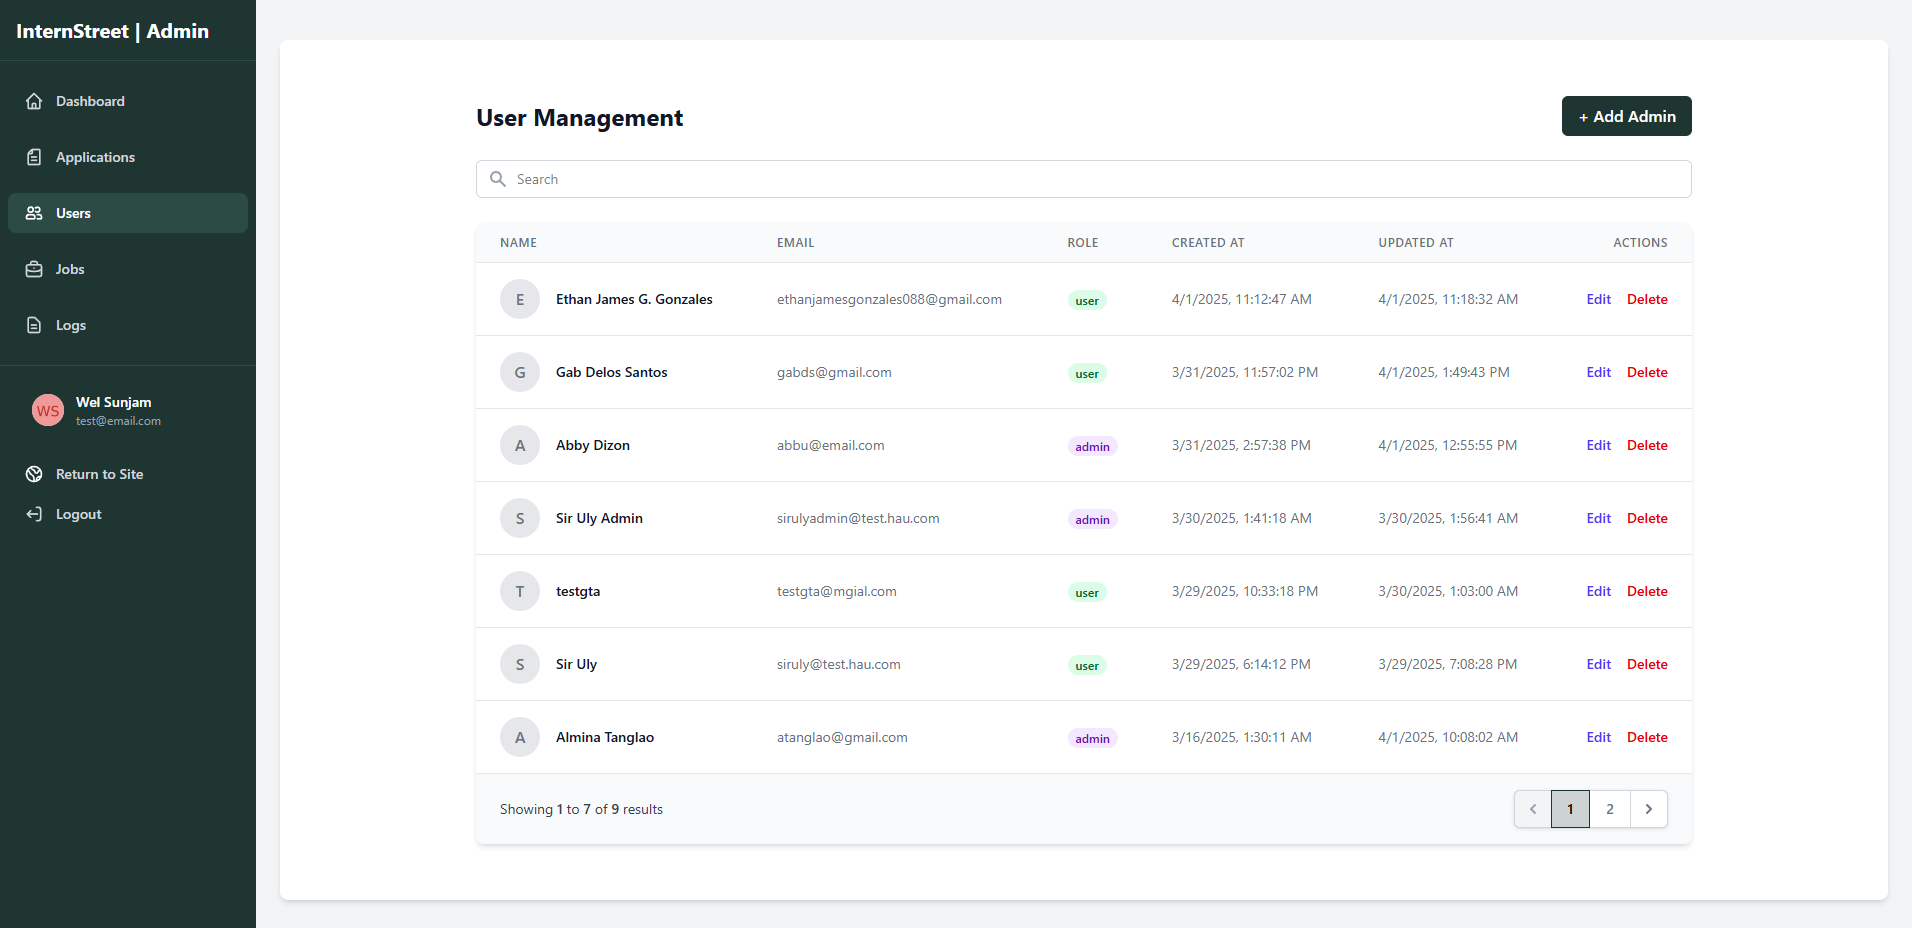 InternStreet | Admin
Dashboard
Applications
Users
Jobs
Logs
WS
Wel Sunjam
test@email.com
Return to Site
Logout
User Management
+ Add Admin
Search
NAME EMAIL ROLE CREATED AT UPDATED AT ACTIONS
E Ethan James G. Gonzales ethanjamesgonzales088@gmail.com user 4/1/2025, 11:12:47 AM 4/1/2025, 11:18:32 AM Edit Delete
G Gab Delos Santos gabds@gmail.com user 3/31/2025, 11:57:02 PM 4/1/2025, 1:49:43 PM Edit Delete
A Abby Dizon abbu@email.com admin 3/31/2025, 2:57:38 PM 4/1/2025, 12:55:55 PM Edit Delete
S Sir Uly Admin sirulyadmin@test.hau.com admin 3/30/2025, 1:41:18 AM 3/30/2025, 1:56:41 AM Edit Delete
T testgta testgta@mgial.com user 3/29/2025, 10:33:18 PM 3/30/2025, 1:03:00 AM Edit Delete
S Sir Uly siruly@test.hau.com user 3/29/2025, 6:14:12 PM 3/29/2025, 7:08:28 PM Edit Delete
A Almina Tanglao atanglao@gmail.com admin 3/16/2025, 1:30:11 AM 4/1/2025, 10:08:02 AM Edit Delete
Showing 1 to 7 of 9 results
1 2